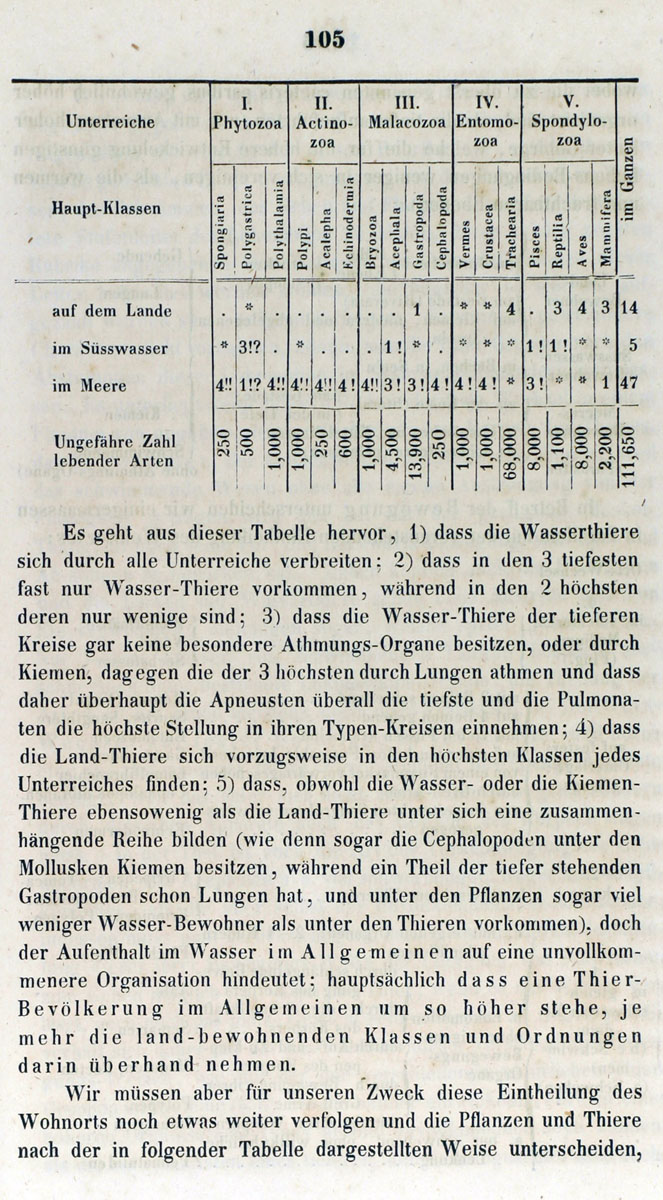 105
Unterreiche | I. Phytozoa | II. Actino-zoa | III. Malacozoa | IV. Entomo-zoa | V. Spondylo-zoa | im Ganzen
Haupt-Klassen | Spongiaria | Polygastrica | Polythalamia | Polypi | Acalepha | Echinodermia | Bryozoa | Acephala | Gastropoda | Cephalopoda | Vermes | Crustacea | Trachearia | Pisces | Reptilia | Aves | Mammifera
auf dem Lande | . | * | . | . | . | . | . | . | 1 | . | * | * | 4 | . | 3 | 4 | 3 | 14
im Süsswasser | * | 3!? | . | * | . | . | . | 1! | * | . | * | * | * | 1! | 1! | * | * | 5
im Meere | 4!! | 1!? | 4!! | 4!! | 4!! | 4! | 4!! | 3! | 3! | 4! | 4! | 4! | * | 3! | * | * | 1 | 47
Ungefähre Zahl lebender Arten | 250 | 500 | 1,000 | 1,000 | 250 | 600 | 1,000 | 4,500 | 13,900 | 250 | 1,000 | 1,000 | 68,000 | 8,000 | 1,100 | 8,000 | 2,200 | 111,650
Es geht aus dieser Tabelle hervor, 1) dass die Wasserthiere
sich durch alle Unterreiche verbreiten; 2) dass in den 3 tiefesten
fast nur Wasser-Thiere vorkommen, während in den 2 höchsten
deren nur wenige sind; 3) dass die Wasser-Thiere der tieferen
Kreise gar keine besondere Athmungs-Organe besitzen, oder durch
Kiemen, dagegen die der 3 höchsten durch Lungen athmen und dass
daher überhaupt die Apneusten überall die tiefste und die Pulmona-
ten die höchste Stellung in ihren Typen-Kreisen einnehmen; 4) dass
die Land-Thiere sich vorzugsweise in den höchsten Klassen jedes
Unterreiches finden; 5) dass, obwohl die Wasser- oder die Kiemen-
Thiere ebensowenig als die Land-Thiere unter sich eine zusammen-
hängende Reihe bilden (wie denn sogar die Cephalopoden unter den
Mollusken Kiemen besitzen, während ein Theil der tiefer stehenden
Gastropoden schon Lungen hat, und unter den Pflanzen sogar viel
weniger Wasser-Bewohner als unter den Thieren vorkommen), doch
der Aufenthalt im Wasser im Allgemeinen auf eine unvollkom-
menere Organisation hindeutet; hauptsächlich dass eine Thier-
Bevölkerung im Allgemeinen um so höher stehe, je
mehr die land-bewohnenden Klassen und Ordnungen
darin überhand nehmen.
Wir müssen aber für unseren Zweck diese Eintheilung des
Wohnorts noch etwas weiter verfolgen und die Pflanzen und Thiere
nach der in folgender Tabelle dargestellten Weise unterscheiden,